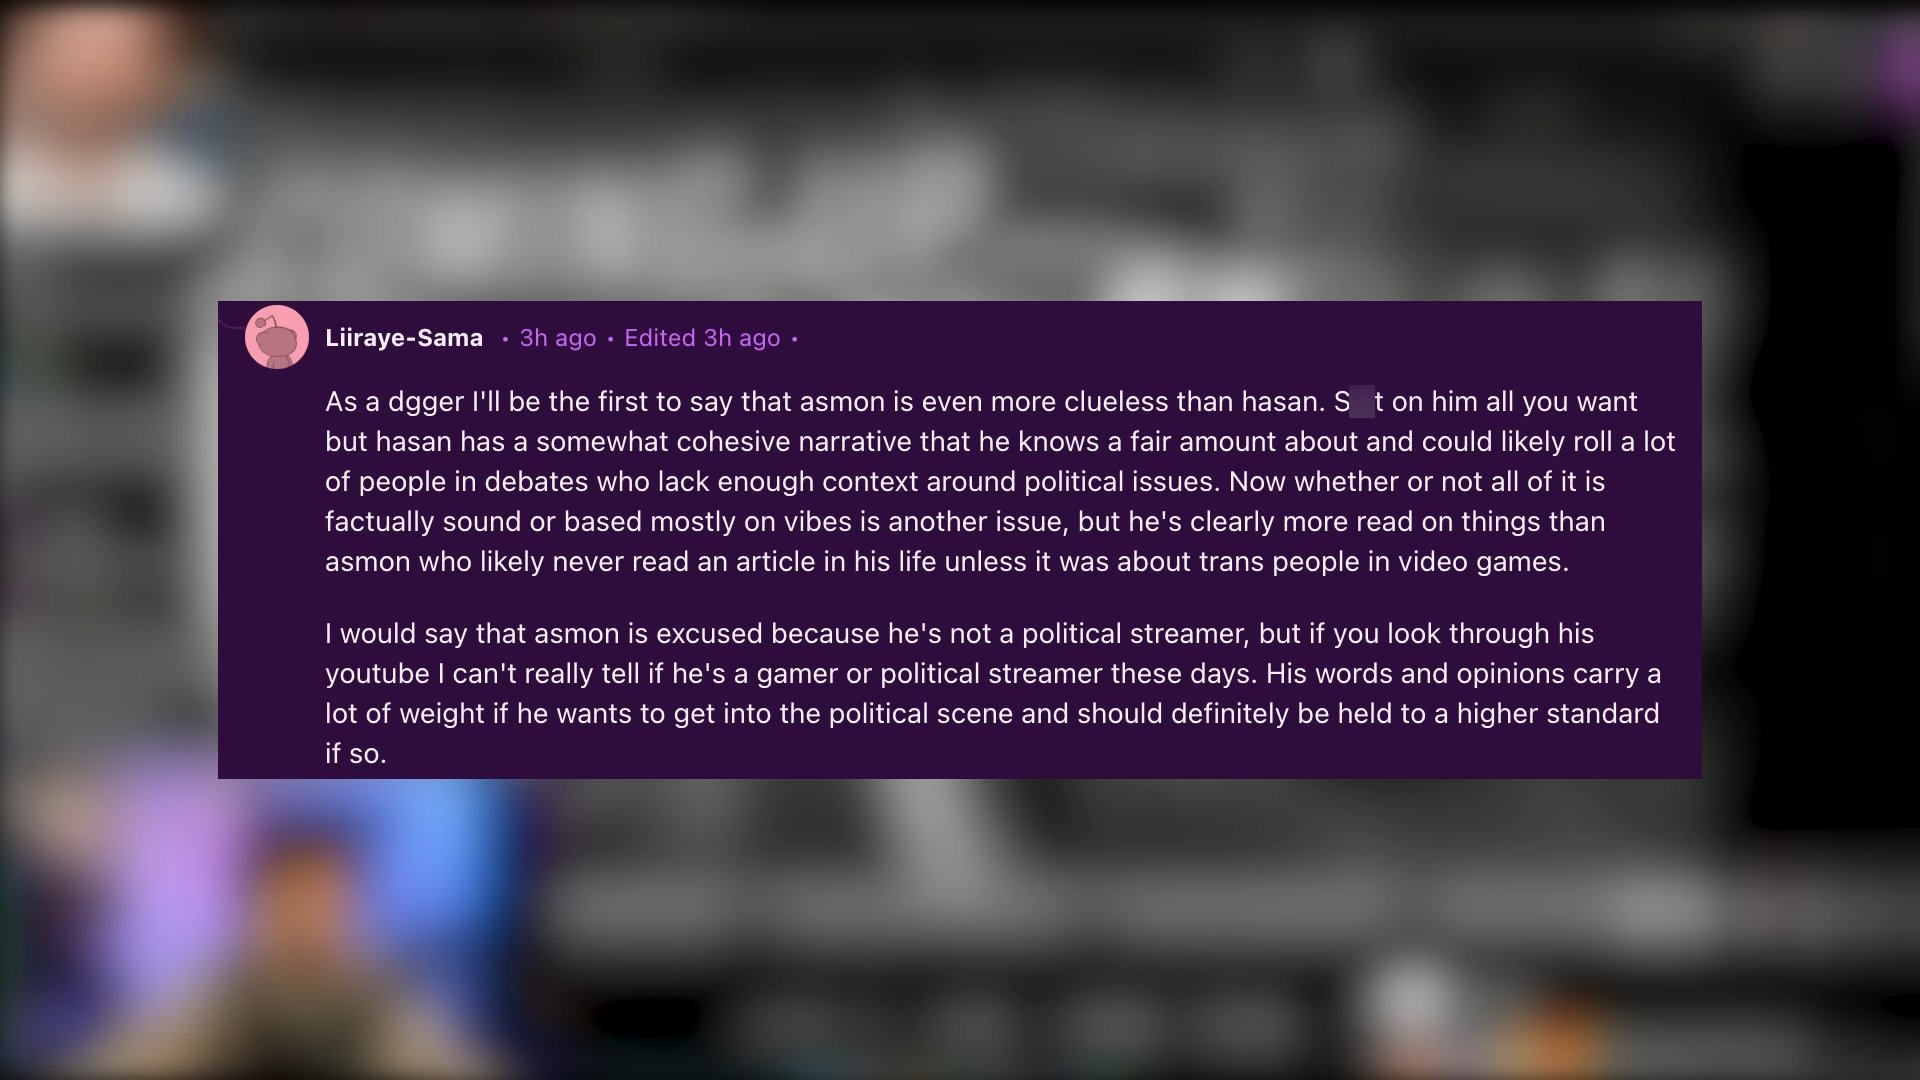 Liiraye-Sama • 3h ago • Edited 3h ago •
As a dgger I'll be the first to say that asmon is even more clueless than hasan. S t on him all you want
but hasan has a somewhat cohesive narrative that he knows a fair amount about and could likely roll a lot
of people in debates who lack enough context around political issues. Now whether or not all of it is
factually sound or based mostly on vibes is another issue, but he's clearly more read on things than
asmon who likely never read an article in his life unless it was about trans people in video games.
I would say that asmon is excused because he's not a political streamer, but if you look through his
youtube I can't really tell if he's a gamer or political streamer these days. His words and opinions carry a
lot of weight if he wants to get into the political scene and should definitely be held to a higher standard
if so.